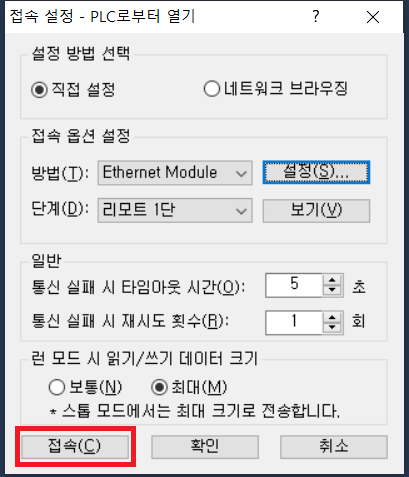 접속 설정 - PLC로부터 열기
설정 방법 선택
직접 설정 네트워크 브라우징
접속 옵션 설정
방법(T): Ethernet Module 설정(S)...
단계(D): 리모트 1단 보기(V)
일반
통신 실패 시 타임아웃 시간(O): 5 초
통신 실패 시 재시도 횟수(R): 1 회
런 모드 시 읽기/쓰기 데이터 크기
보통(N) 최대(M)
* 스톱 모드에서는 최대 크기로 전송합니다.
접속(C) 확인 취소